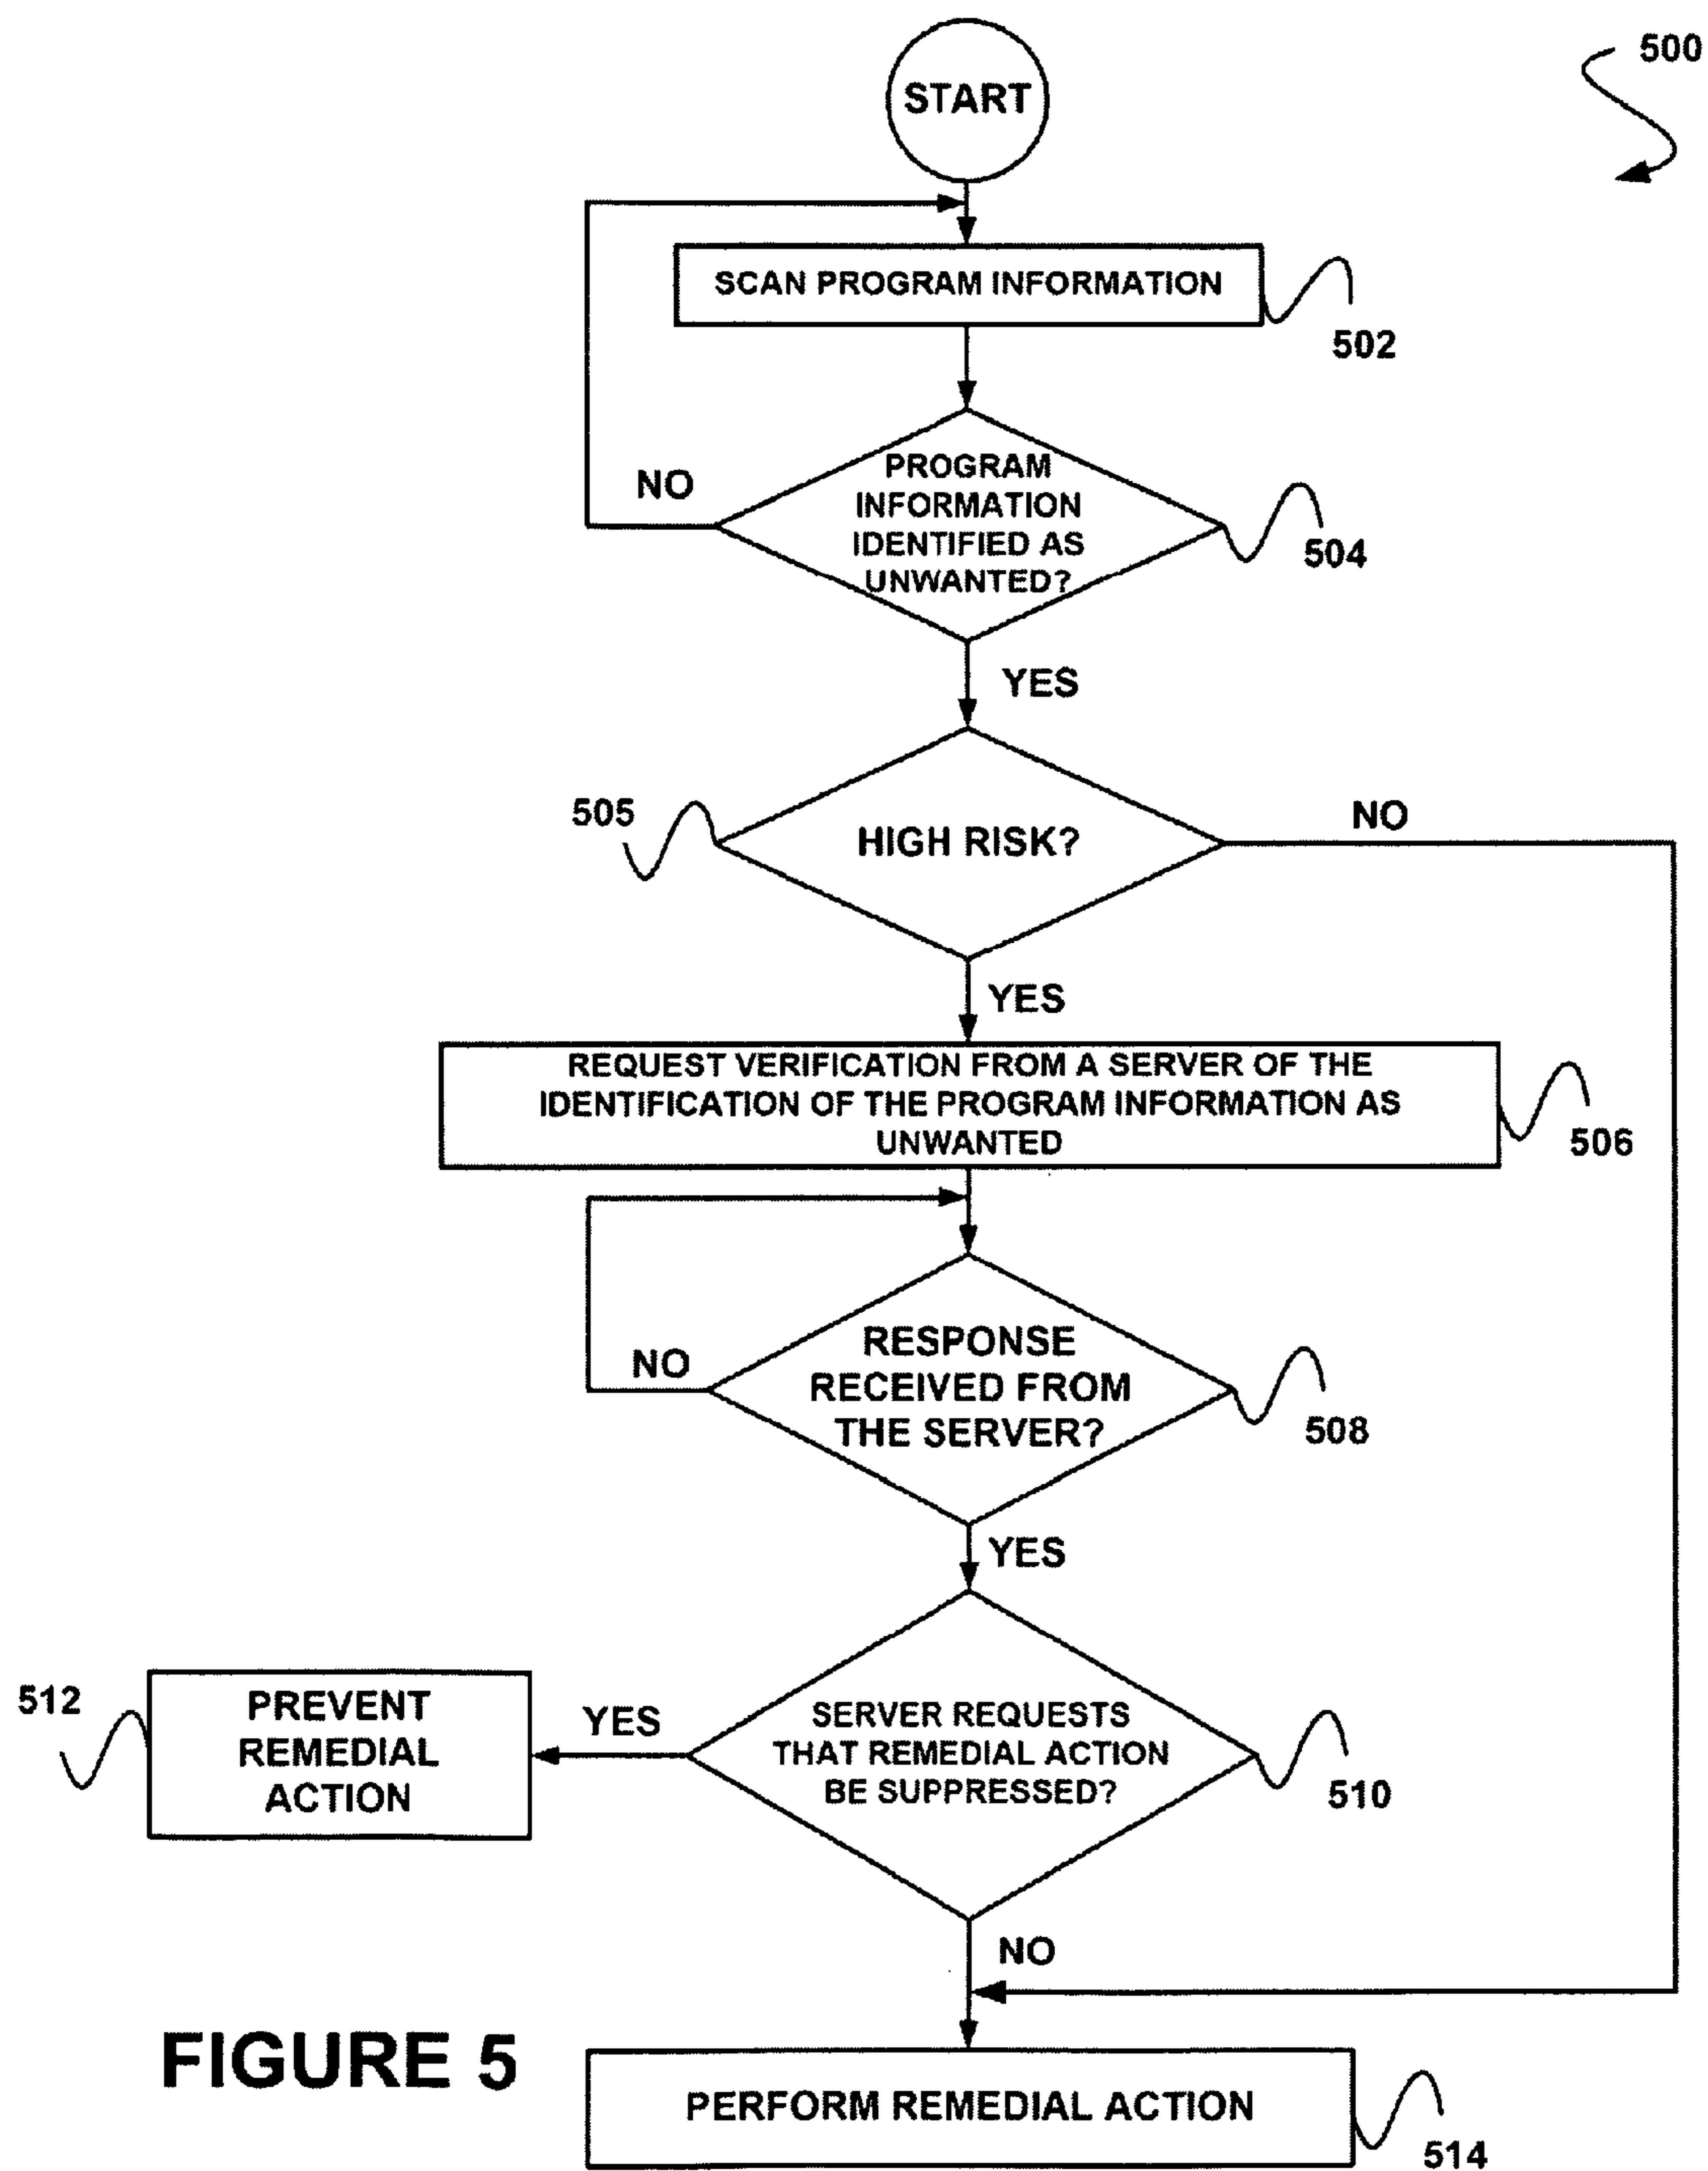 500
START
SCAN PROGRAM INFORMATION
502
PROGRAM
INFORMATION
IDENTIFIED AS
UNWANTED?
NO
504
YES
505
HIGH RISK?
NO
YES
REQUEST VERIFICATION FROM A SERVER OF THE
IDENTIFICATION OF THE PROGRAM INFORMATION AS
UNWANTED
506
RESPONSE
RECEIVED FROM
THE SERVER?
NO
508
YES
512
PREVENT
REMEDIAL
ACTION
YES
SERVER REQUESTS
THAT REMEDIAL ACTION
BE SUPPRESSED?
510
NO
FIGURE 5
PERFORM REMEDIAL ACTION
514